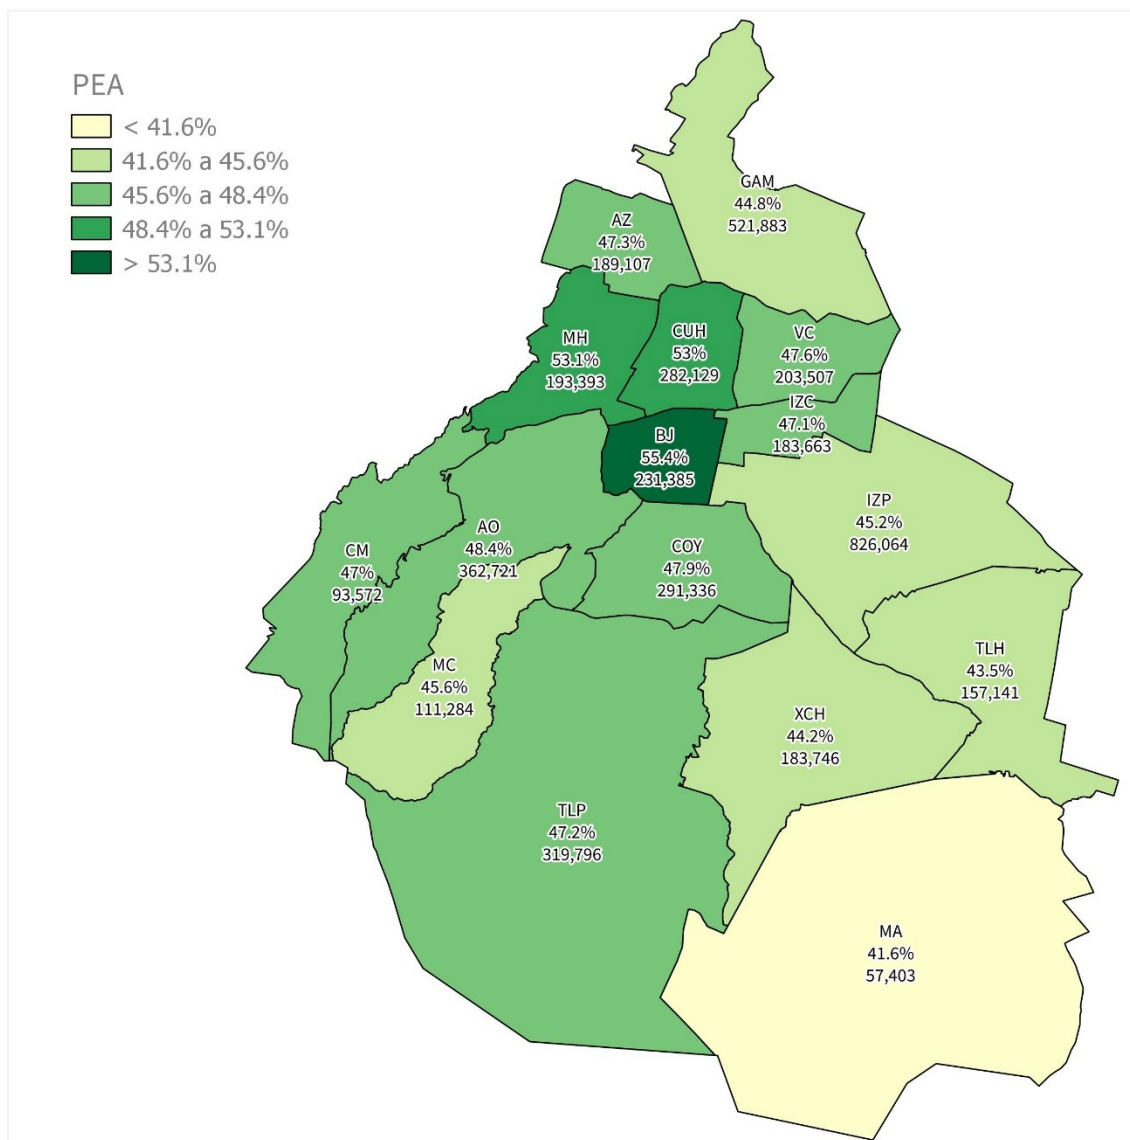 PEA
< 41.6%
41.6% a 45.6%
45.6% a 48.4%
48.4% a 53.1%
> 53.1%
GAM
44.8%
521,883
AZ
47.3%
189,107
MH
53.1%
193,393
CUH
53%
282,129
VC
47.6%
203,507
IZC
47.1%
183,663
BJ
55.4%
231,385
IZP
45.2%
826,064
AO
48.4%
362,721
CM
47%
93,572
COY
47.9%
291,336
MC
45.6%
111,284
TLH
43.5%
157,141
XCH
44.2%
183,746
TLP
47.2%
319,796
MA
41.6%
57,403